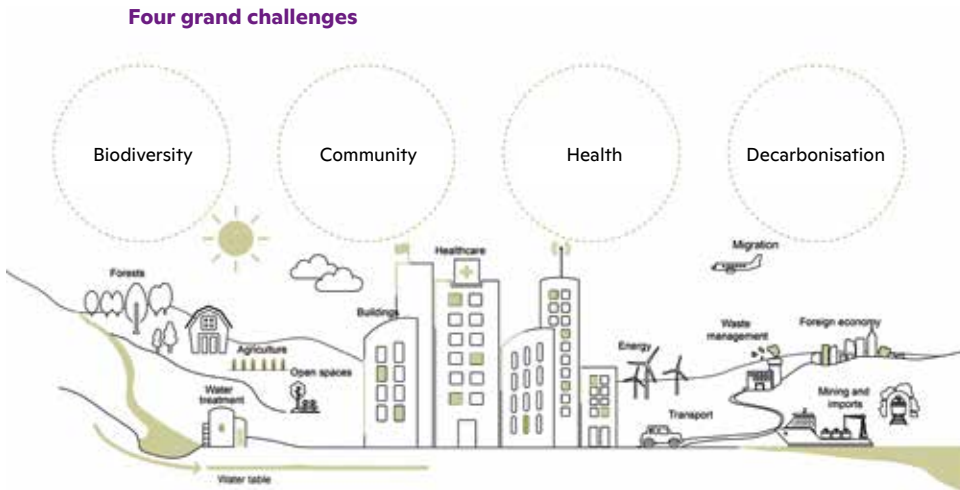 Four grand challenges
Biodiversity
Community
Health
Decarbonisation
Healthcare
Migration
Forests
Buildings
Waste
management
Foreign economy
Agriculture
Energy
Open spaces
Water
treatment
Mining and
imports
Transport
Water table